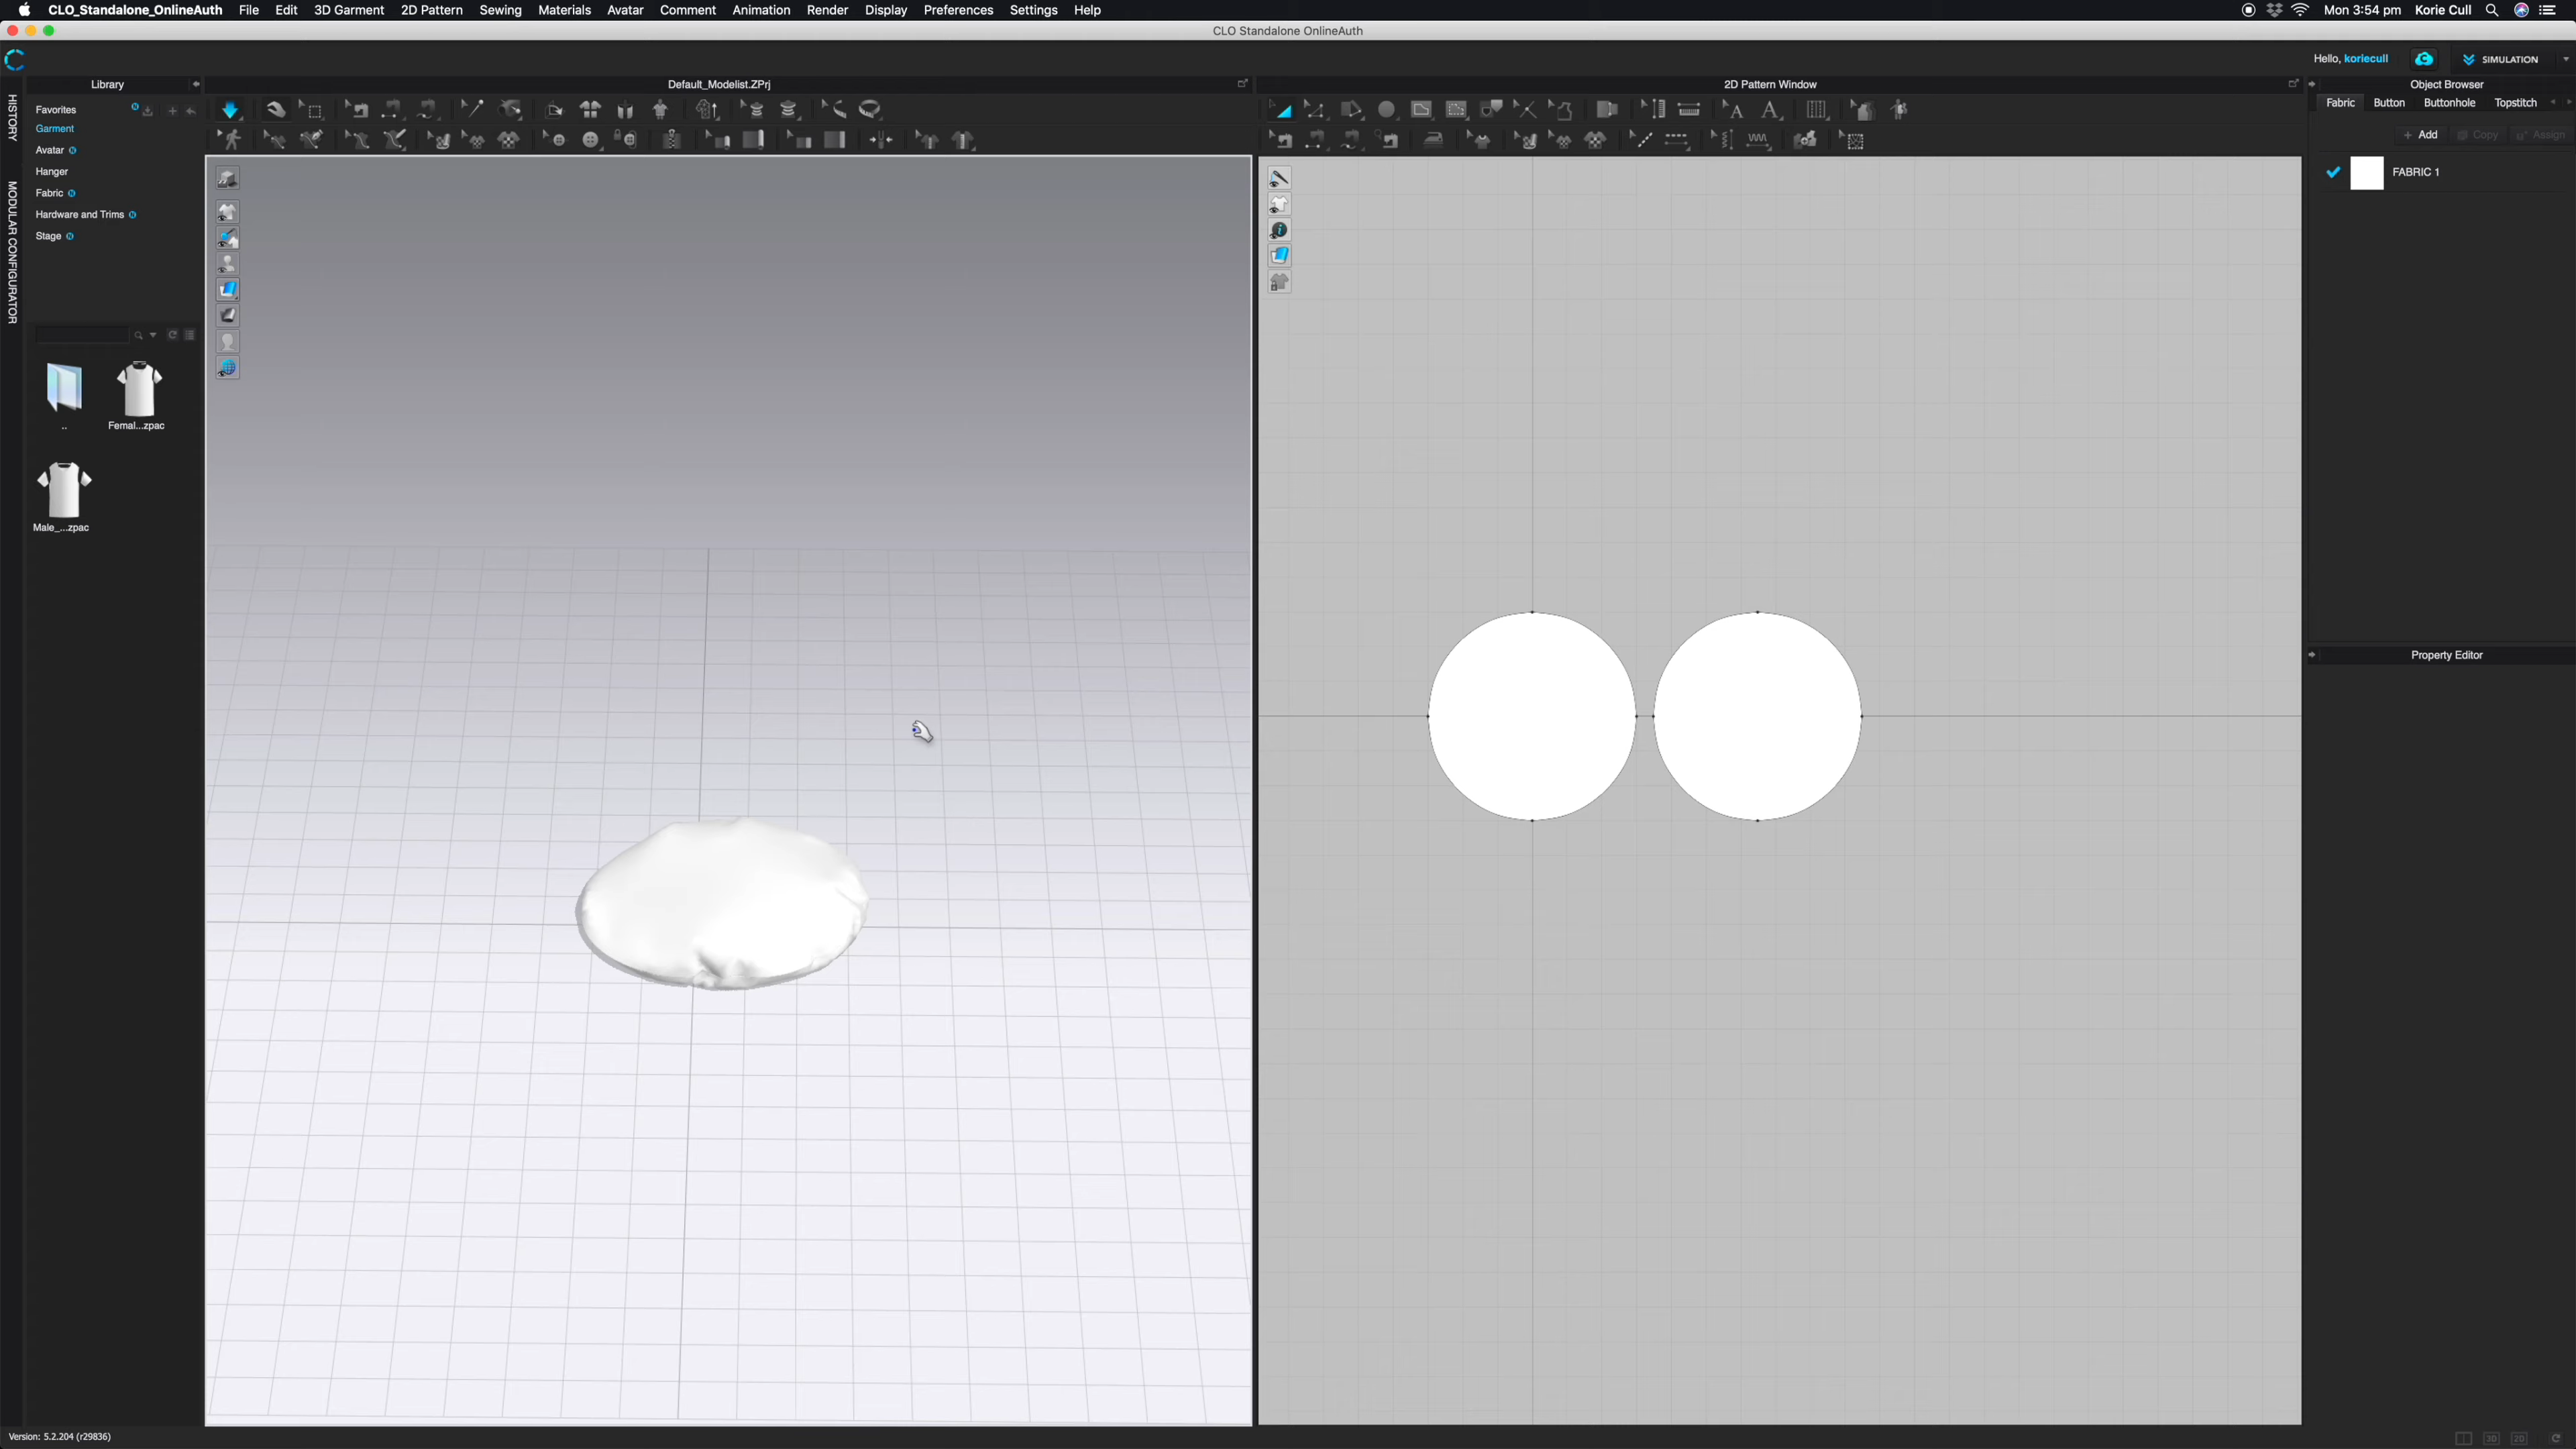 CLO_Standalone_OnlineAuth File Edit 3D Garment 2D Pattern Sewing Materials Avatar Comment Animation Render Display Preferences Settings Help Mon 3:54 pm Korie Cull
CLO Standalone OnlineAuth
Hello, koriecull SIMULATION
Library Default_Modelist.ZPrj 2D Pattern Window Object Browser
HISTORY
MODULAR CONFIGURATOR
Favorites
Garment
Avatar
Hanger
Fabric
Hardware and Trims
Stage
Fabric Button Buttonhole Topstitch
+ Add Copy Assign
FABRIC 1
..
Femal...zpac
Male_...zpac
Property Editor
Version: 5.2.204 (r29836)
3D 2D